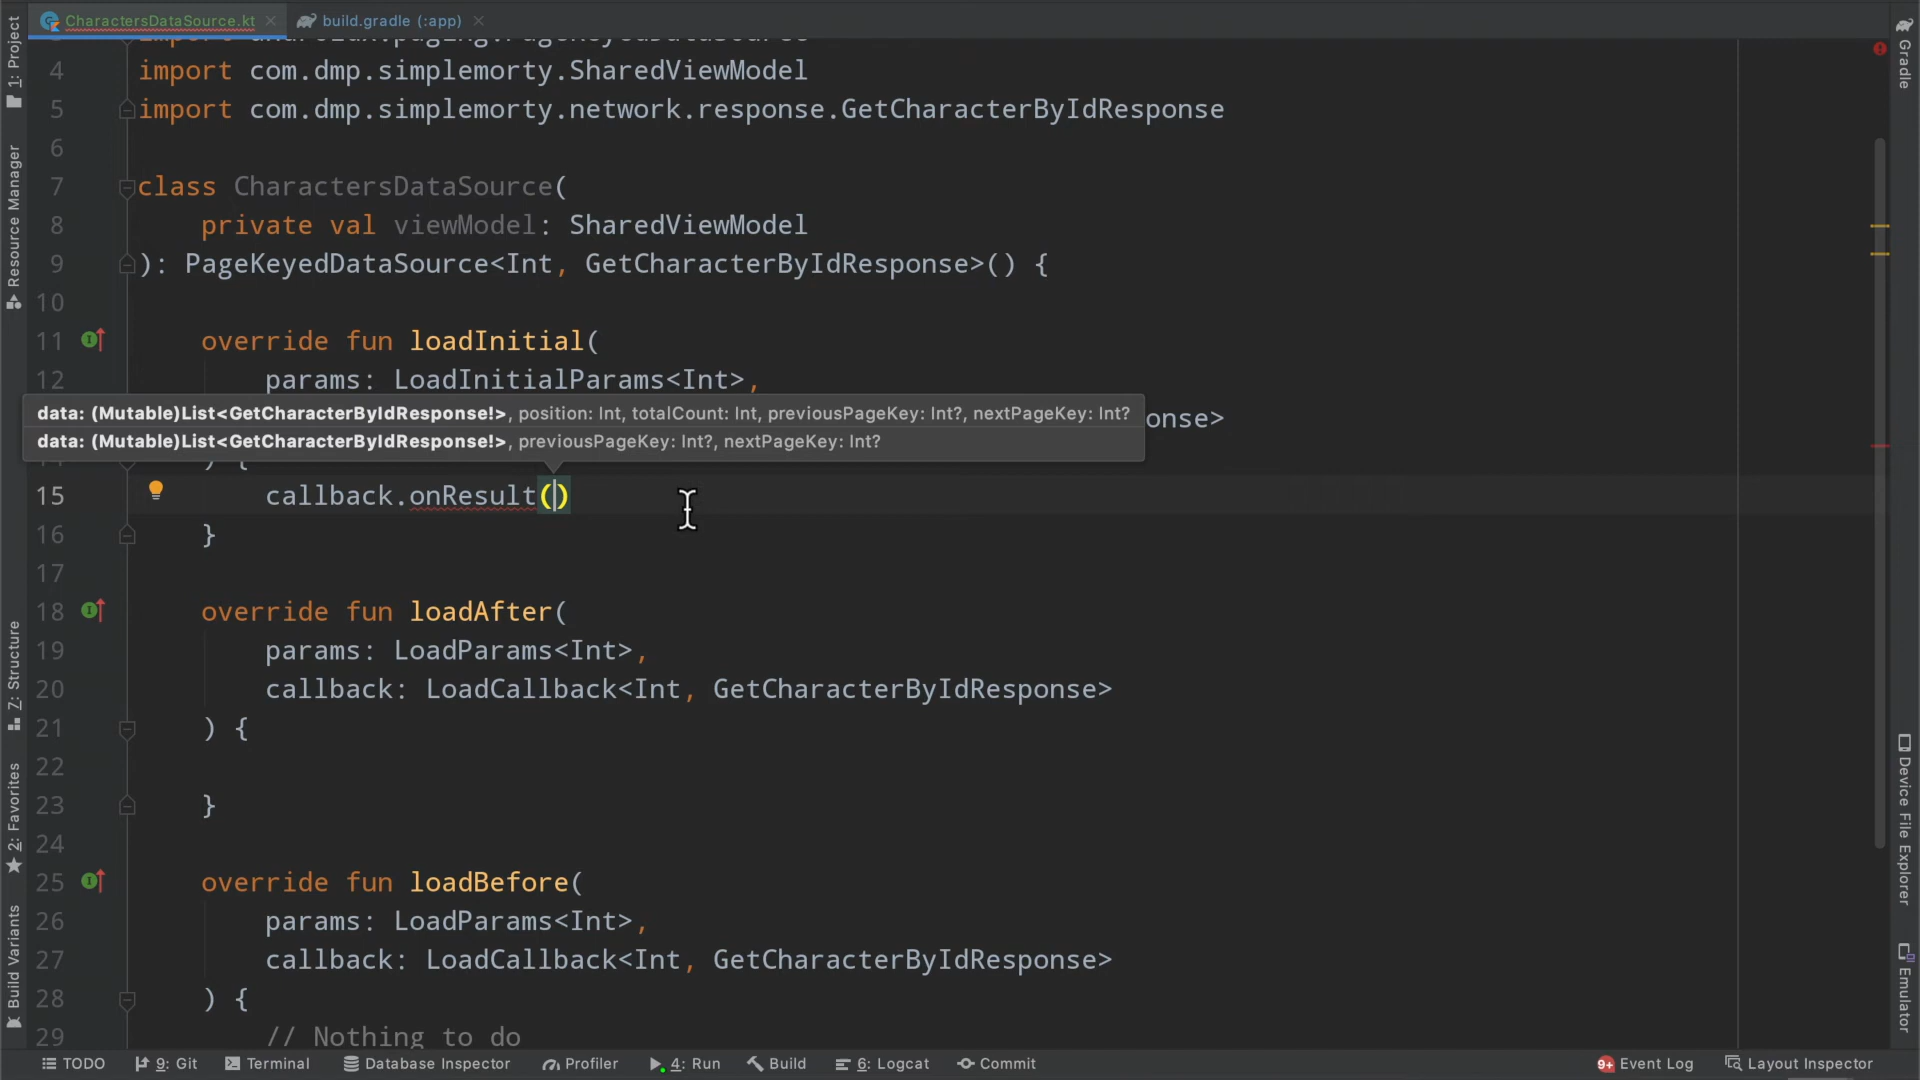 CharactersDataSource.kt
build.gradle (:app)
4 import com.dmp.simplemorty.SharedViewModel
5 import com.dmp.simplemorty.network.response.GetCharacterByIdResponse
6
7 class CharactersDataSource(
8 private val viewModel: SharedViewModel
9 ): PageKeyedDataSource<Int, GetCharacterByIdResponse>() {
10
11 override fun loadInitial(
12 params: LoadInitialParams<Int>,
data: (Mutable)List<GetCharacterByIdResponse!>, position: Int, totalCount: Int, previousPageKey: Int?, nextPageKey: Int?
onse>
data: (Mutable)List<GetCharacterByIdResponse!>, previousPageKey: Int?, nextPageKey: Int?
15 callback.onResult()
16 }
17
18 override fun loadAfter(
19 params: LoadParams<Int>,
20 callback: LoadCallback<Int, GetCharacterByIdResponse>
21 ) {
22
23 }
24
25 override fun loadBefore(
26 params: LoadParams<Int>,
27 callback: LoadCallback<Int, GetCharacterByIdResponse>
28 ) {
29 // Nothing to do
1: Project
Resource Manager
7: Structure
2: Favorites
Build Variants
Gradle
Device File Explorer
Emulator
TODO
9: Git
Terminal
Database Inspector
Profiler
4: Run
Build
6: Logcat
Commit
9+ Event Log
Layout Inspector